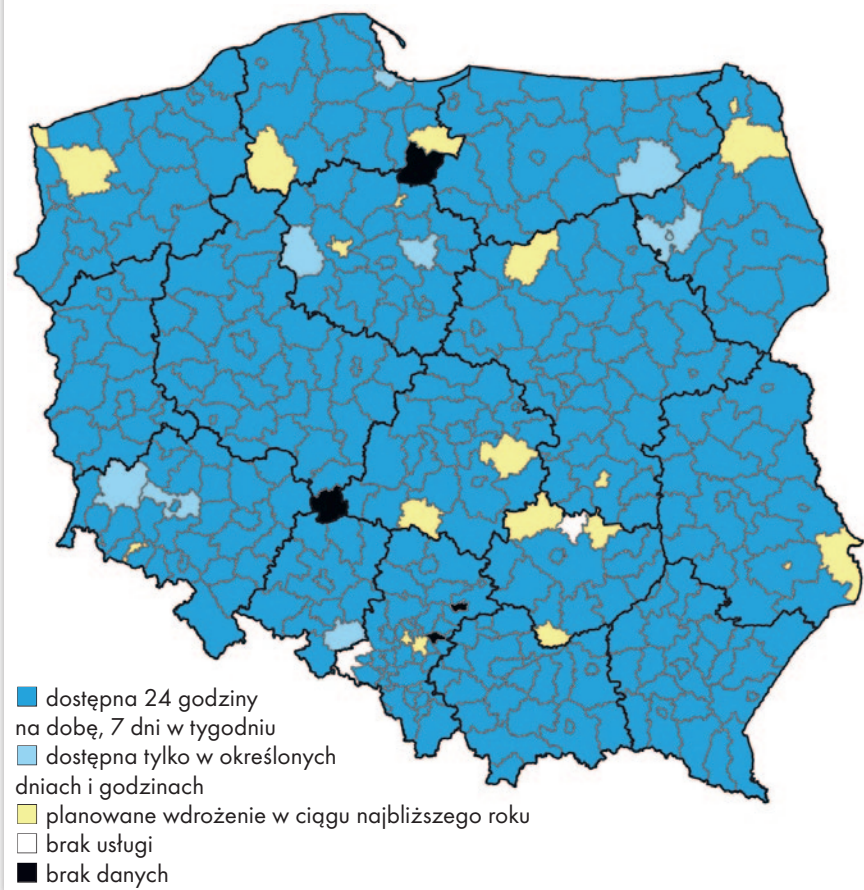 dostępna 24 godziny
na dobę, 7 dni w tygodniu
dostępna tylko w określonych
dniach i godzinach
planowane wdrożenie w ciągu najbliższego roku
brak usługi
brak danych